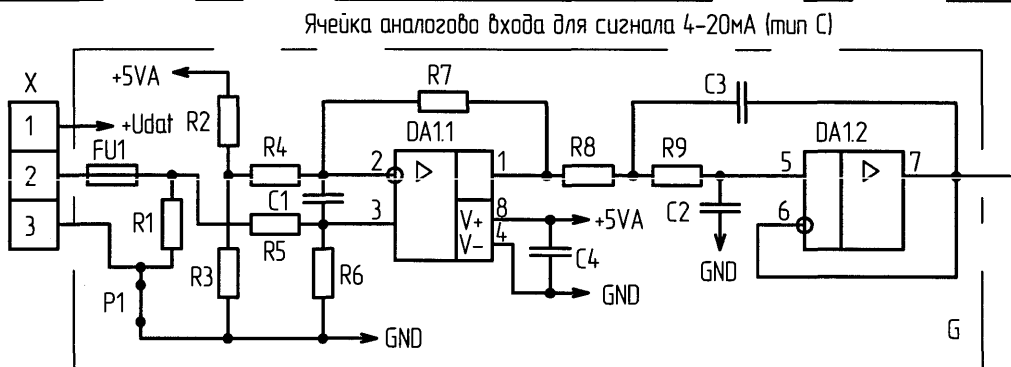 Ячейка аналогово входа для сигнала 4-20мА (тип С)
X
1
2
3
+5VA
+Udat
FU1
R1
P1
R2
R3
R4
C1
R5
R6
GND
R7
DA1.1
2
3
1
8
4
V+
V-
+5VA
C4
GND
R8
R9
C3
C2
GND
DA1.2
5
6
7
G